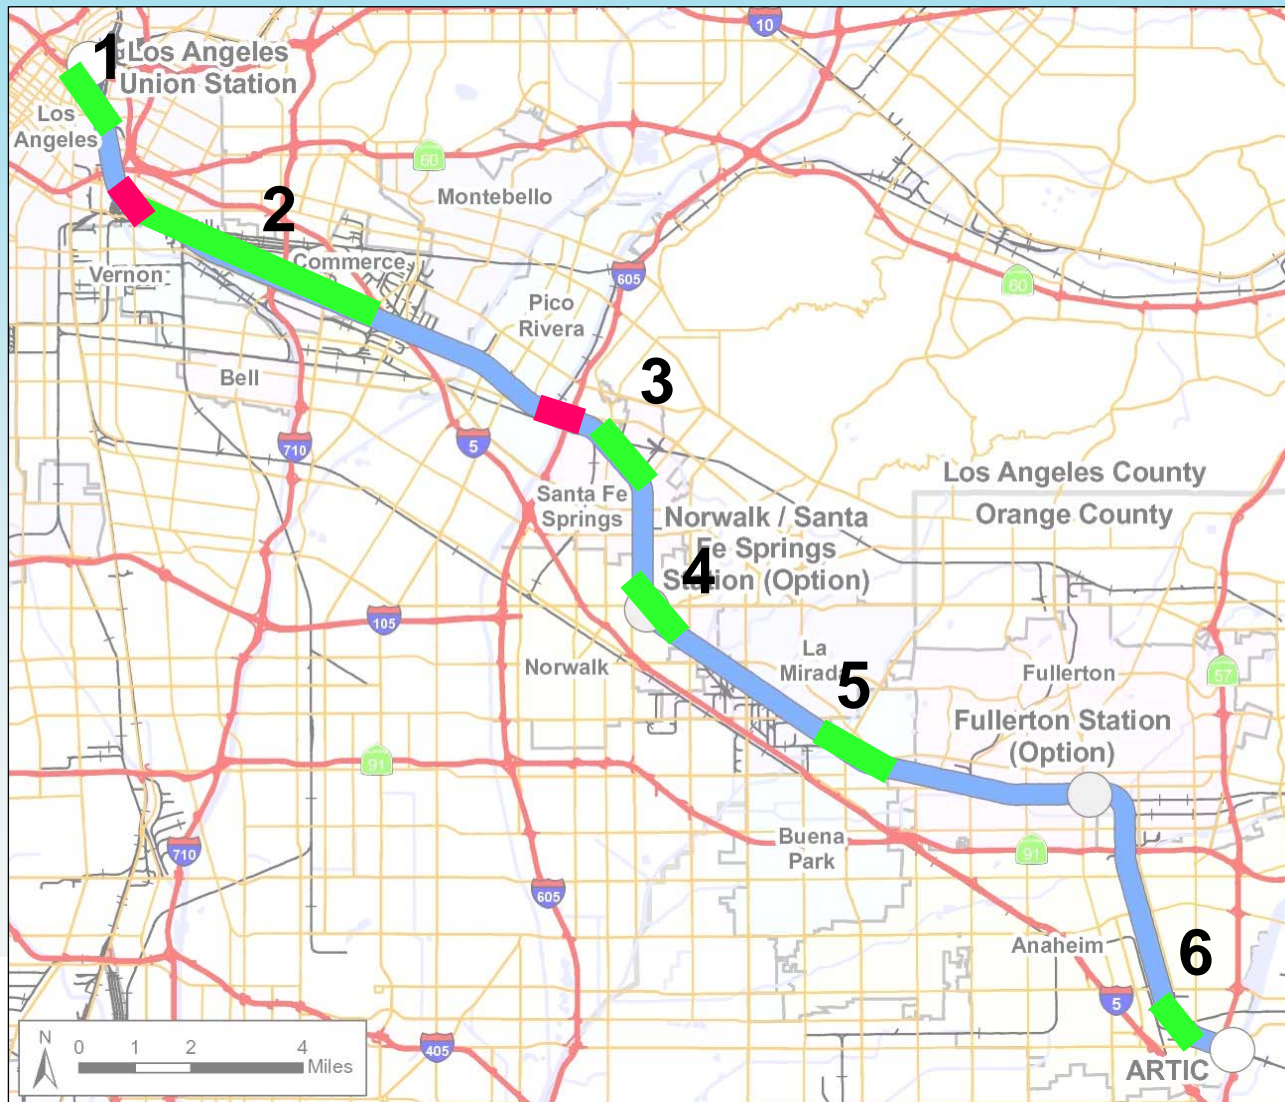 10
1
Los Angeles
Union Station
Los
Angeles
60
2
Montebello
Commerce
Vernon
605
60
Pico
Rivera
Bell
3
710
5
Los Angeles County
Orange County
Santa Fe
Springs
Norwalk / Santa
Fe Springs
Station (Option)
4
105
La
Mirada
Norwalk
5
Fullerton
57
Fullerton Station
(Option)
91
Buena
Park
91
710
605
Anaheim
6
5
N
0 1 2 4
Miles
405
ARTIC